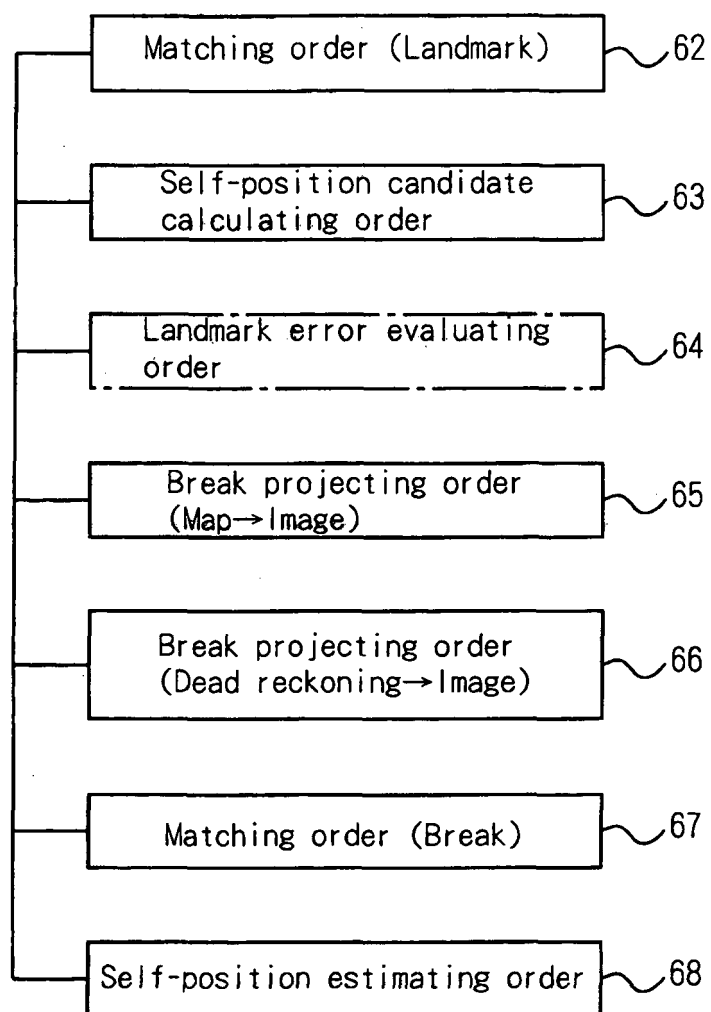 Matching order (Landmark)
62
Self-position candidate
calculating order
63
Landmark error evaluating
order
64
Break projecting order
(Map→Image)
65
Break projecting order
(Dead reckoning→Image)
66
Matching order (Break)
67
Self-position estimating order
68